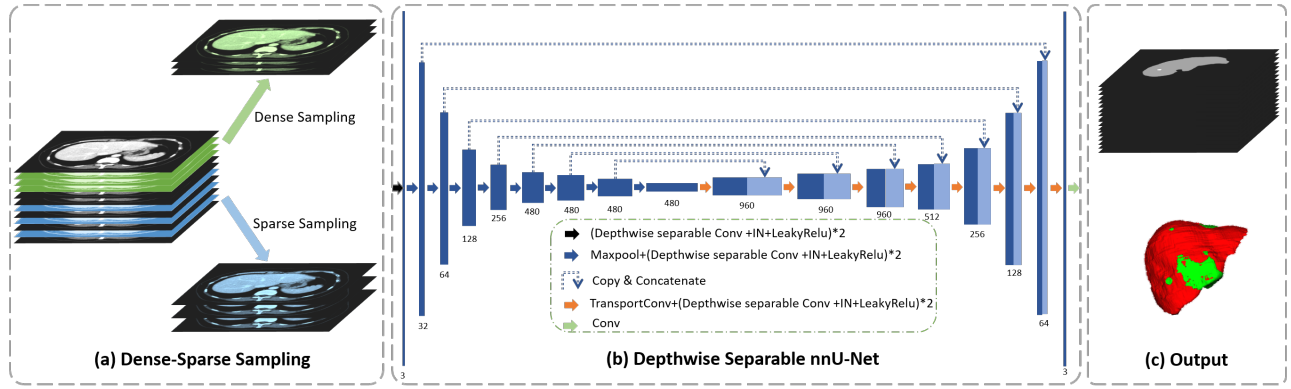 Dense Sampling
Sparse Sampling
(a) Dense-Sparse Sampling
3
32
64
128
256
480
480
480
480
960
960
960
512
256
128
64
3
(Depthwise separable Conv +IN+LeakyRelu)*2
Maxpool+(Depthwise separable Conv +IN+LeakyRelu)*2
Copy & Concatenate
TransportConv+(Depthwise separable Conv +IN+LeakyRelu)*2
Conv
(b) Depthwise Separable nnU-Net
(c) Output